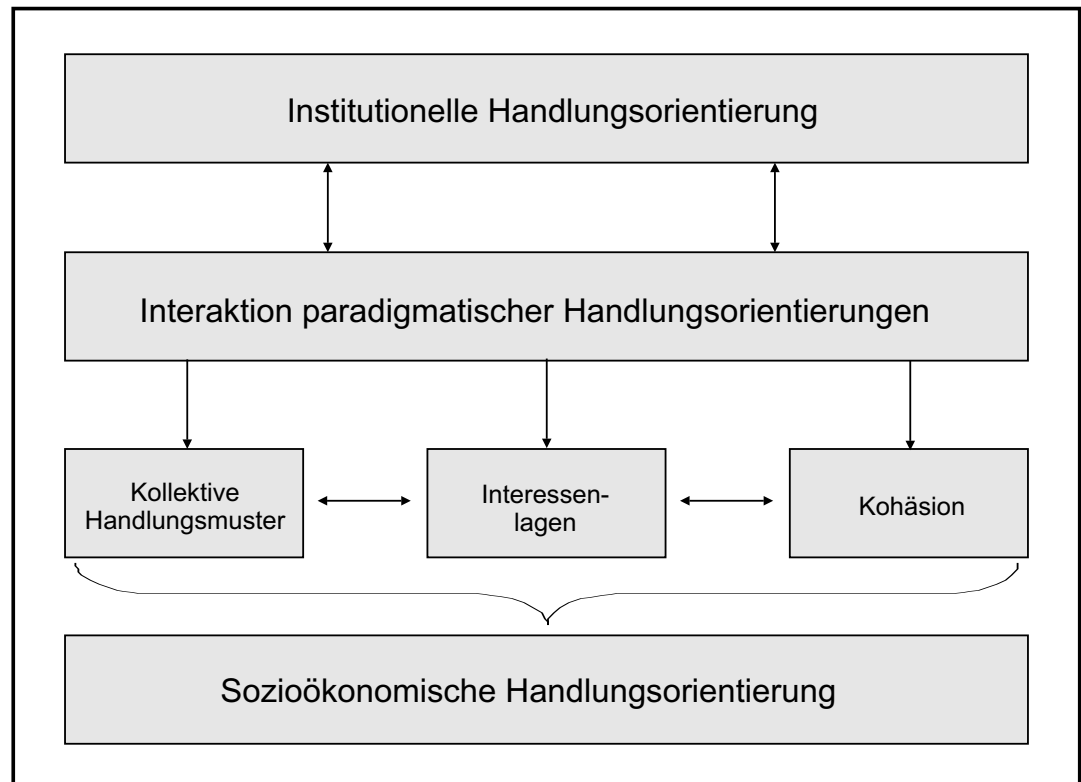 Institutionelle Handlungsorientierung
Interaktion paradigmatischer Handlungsorientierungen
Kollektive
Handlungsmuster
Interessen-
lagen
Kohäsion
Sozioökonomische Handlungsorientierung